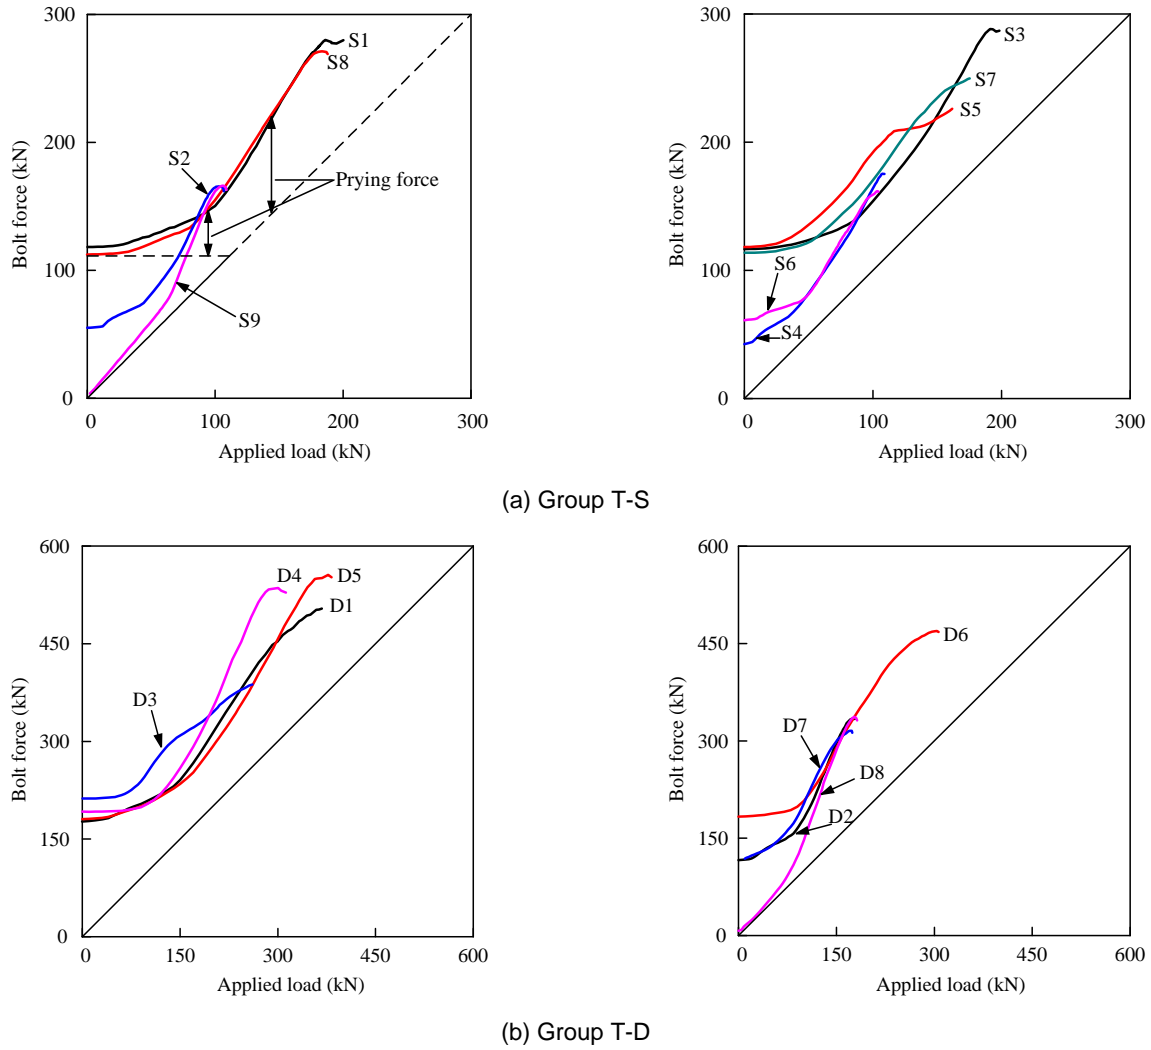 300
200
100
0
Bolt force (kN)
S1
S8
S2
Prying force
S9
0
100
200
300
Applied load (kN)
300
200
100
0
Bolt force (kN)
S3
S7
S5
S6
S4
0
100
200
300
Applied load (kN)
(a) Group T-S
600
450
300
150
0
Bolt force (kN)
D4
D5
D1
D3
0
150
300
450
600
Applied load (kN)
600
450
300
150
0
Bolt force (kN)
D6
D7
D8
D2
0
150
300
450
600
Applied load (kN)
(b) Group T-D